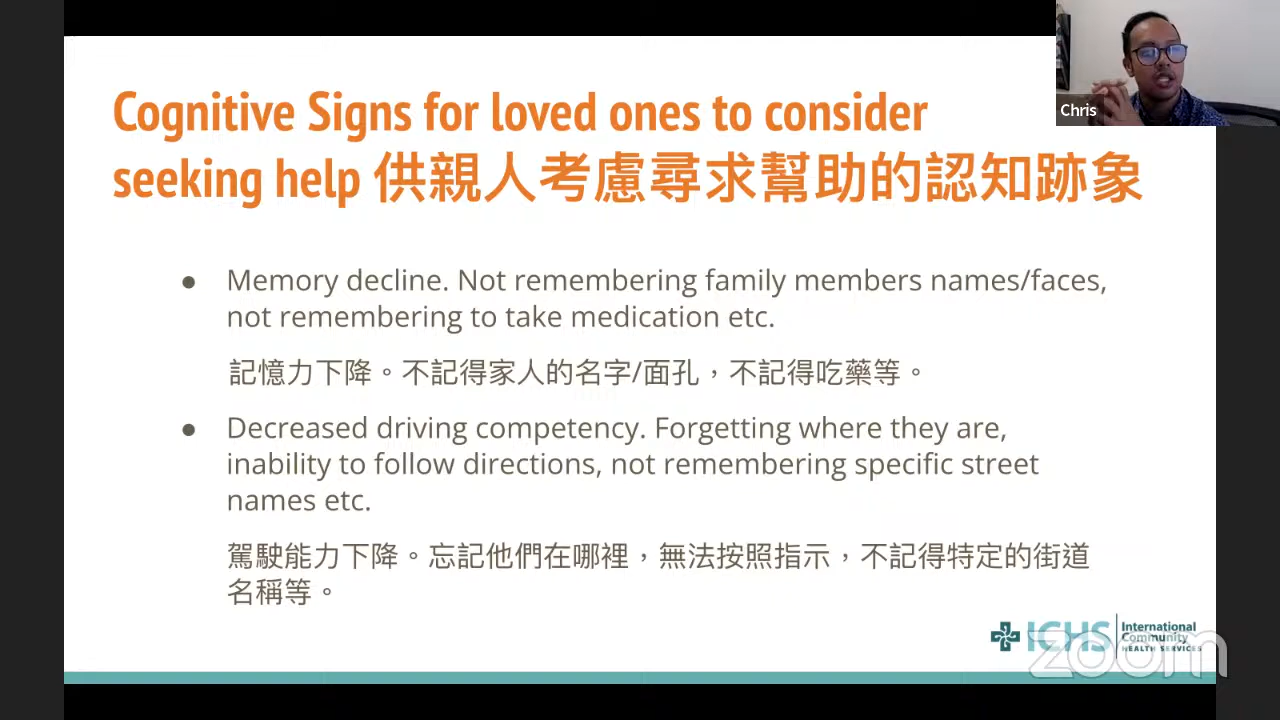 Cognitive Signs for loved ones to consider
seeking help 供親人考慮尋求幫助的認知跡象
Chris
● Memory decline. Not remembering family members names/faces,
not remembering to take medication etc.
記憶力下降。不記得家人的名字/面孔，不記得吃藥等。
● Decreased driving competency. Forgetting where they are,
inability to follow directions, not remembering specific street
names etc.
駕駛能力下降。忘記他們在哪裡，無法按照指示，不記得特定的街道
名稱等。
ICHS
International
Community
HEALTH SERVICES
zoom